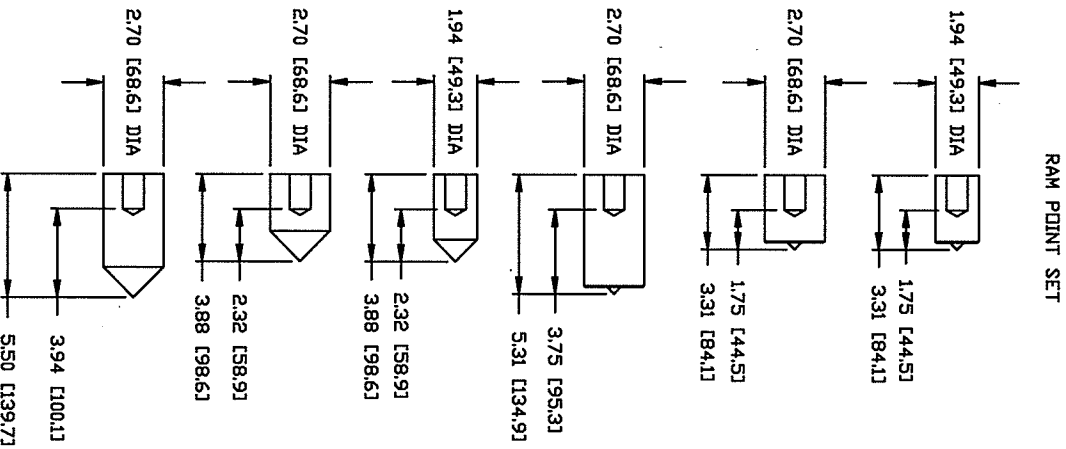 RAM POINT SET
1.94 [49.3] DIA
1.75 [44.5]
3.31 [84.1]
2.70 [68.6] DIA
1.75 [44.5]
3.31 [84.1]
2.70 [68.6] DIA
3.75 [95.3]
5.31 [134.9]
1.94 [49.3] DIA
2.32 [58.9]
3.88 [98.6]
2.70 [68.6] DIA
2.32 [58.9]
3.88 [98.6]
2.70 [68.6] DIA
3.94 [100.1]
5.50 [139.7]